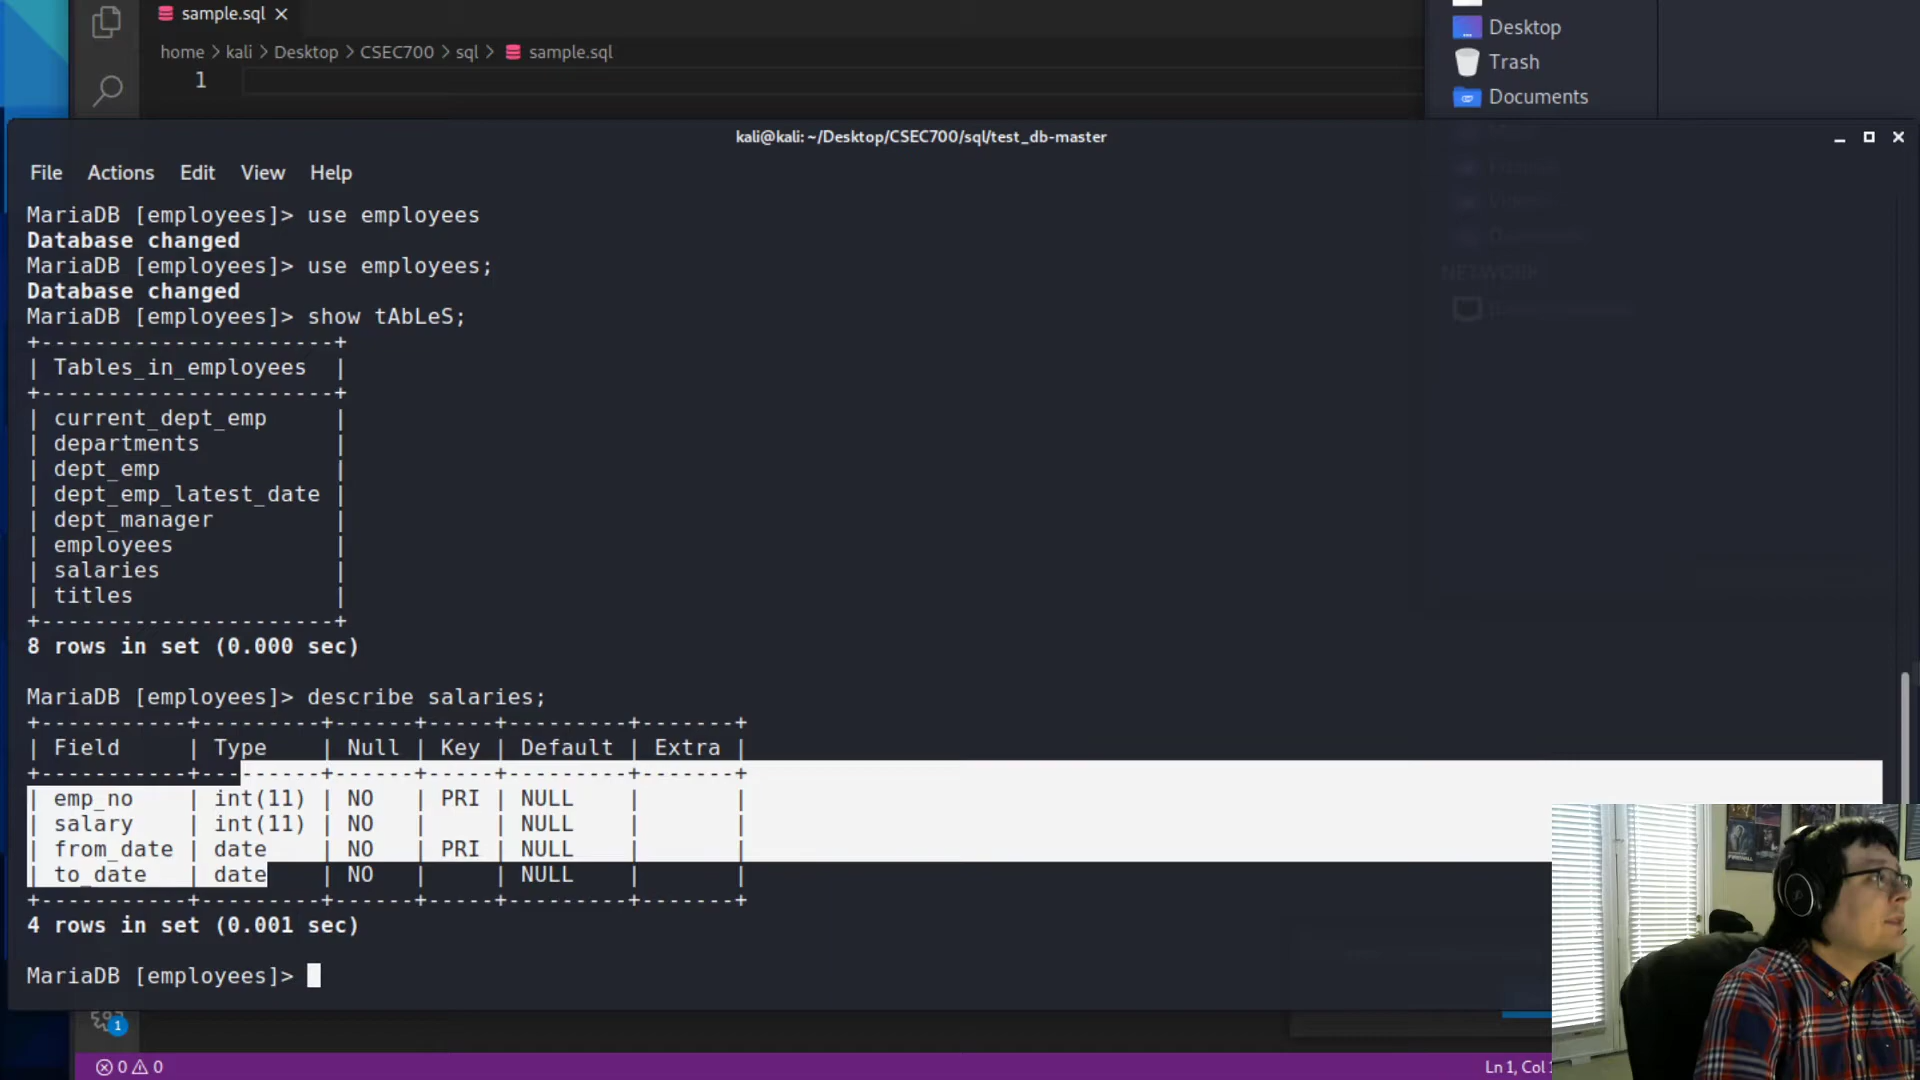 sample.sql
home > kali > Desktop > CSEC700 > sql > sample.sql
1
Desktop
Trash
Documents
NETWORK
kali@kali: ~/Desktop/CSEC700/sql/test_db-master
File Actions Edit View Help
MariaDB [employees]> use employees
Database changed
MariaDB [employees]> use employees;
Database changed
MariaDB [employees]> show tAbLeS;
+----------------------+
| Tables_in_employees  |
+----------------------+
| current_dept_emp     |
| departments          |
| dept_emp             |
| dept_emp_latest_date |
| dept_manager         |
| employees            |
| salaries             |
| titles               |
+----------------------+
8 rows in set (0.000 sec)
MariaDB [employees]> describe salaries;
+-----------+---------+------+-----+---------+-------+
| Field     | Type    | Null | Key | Default | Extra |
+-----------+---------+------+-----+---------+-------+
| emp_no    | int(11) | NO   | PRI | NULL    |       |
| salary    | int(11) | NO   |     | NULL    |       |
| from_date | date    | NO   | PRI | NULL    |       |
| to_date   | date    | NO   |     | NULL    |       |
+-----------+---------+------+-----+---------+-------+
4 rows in set (0.001 sec)
MariaDB [employees]>
1
0 0
Ln 1, Col